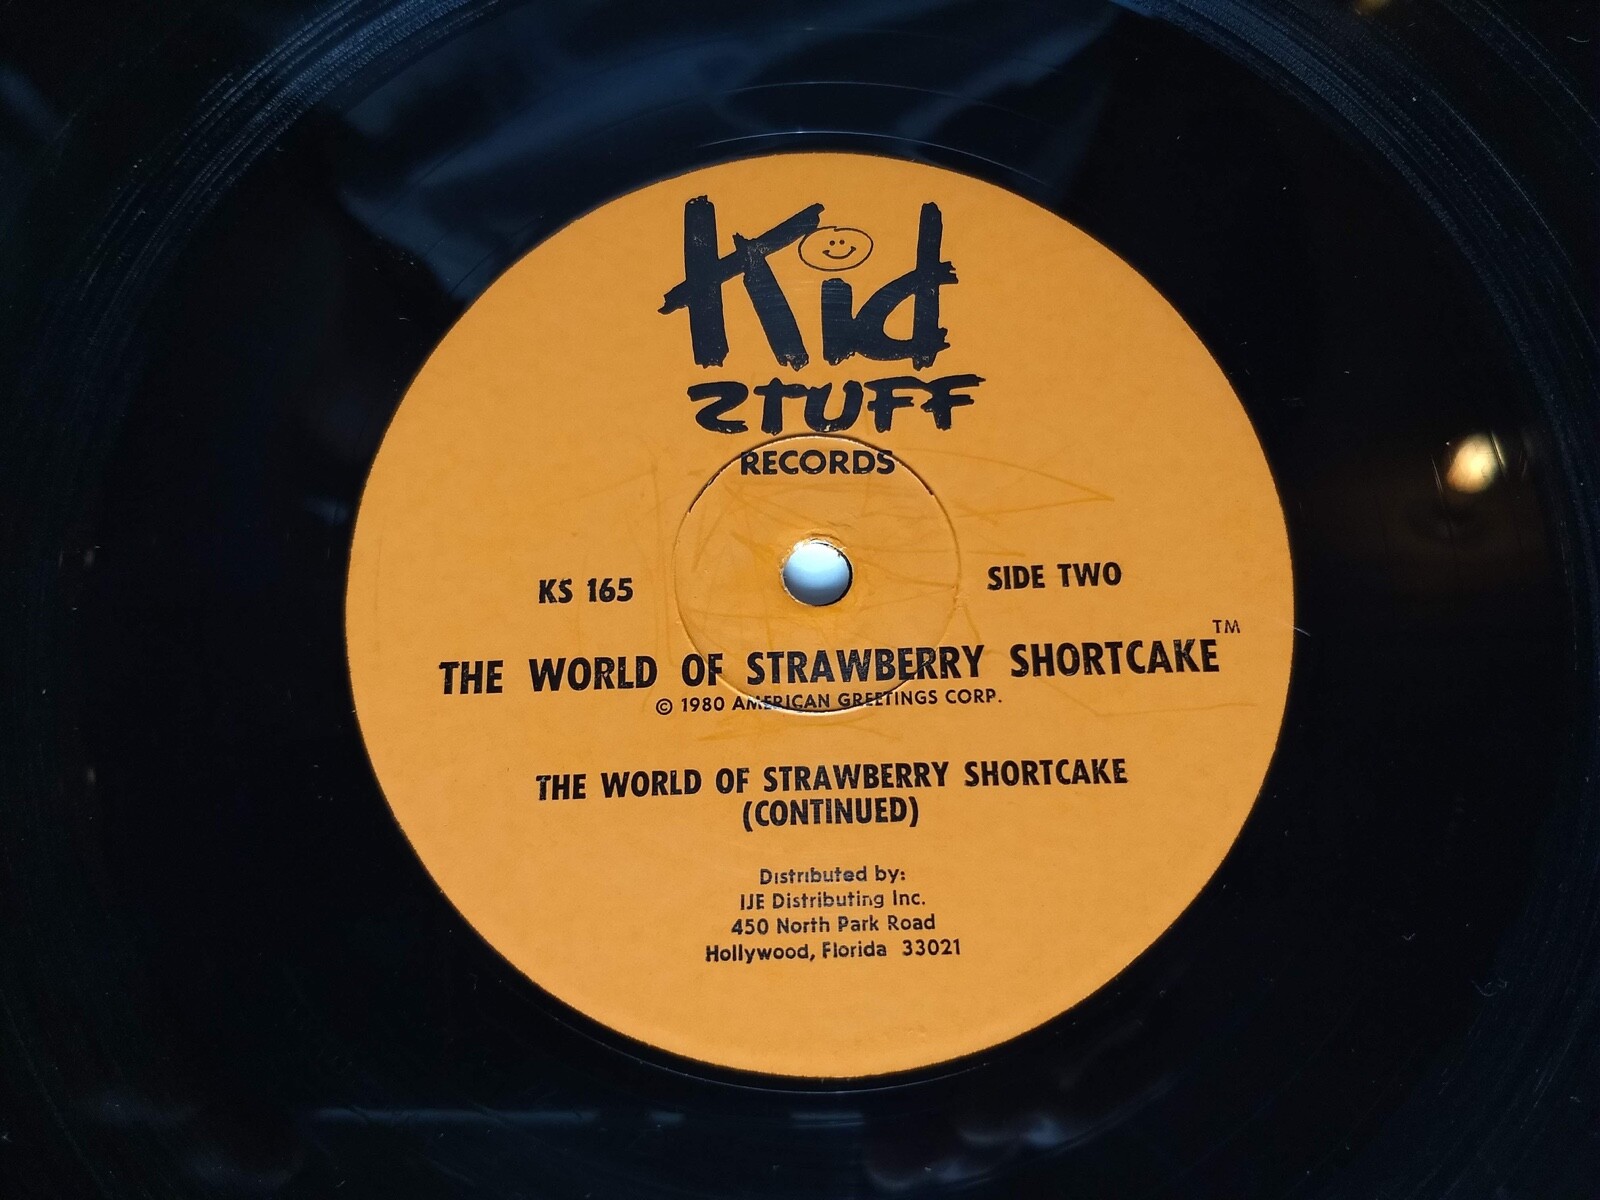 Kid
STUFF
RECORDS
KS 165
SIDE TWO
THE WORLD OF STRAWBERRY SHORTCAKE™
© 1980 AMERICAN GREETINGS CORP.
THE WORLD OF STRAWBERRY SHORTCAKE
(CONTINUED)
Distributed by:
IJE Distributing Inc.
450 North Park Road
Hollywood, Florida 33021